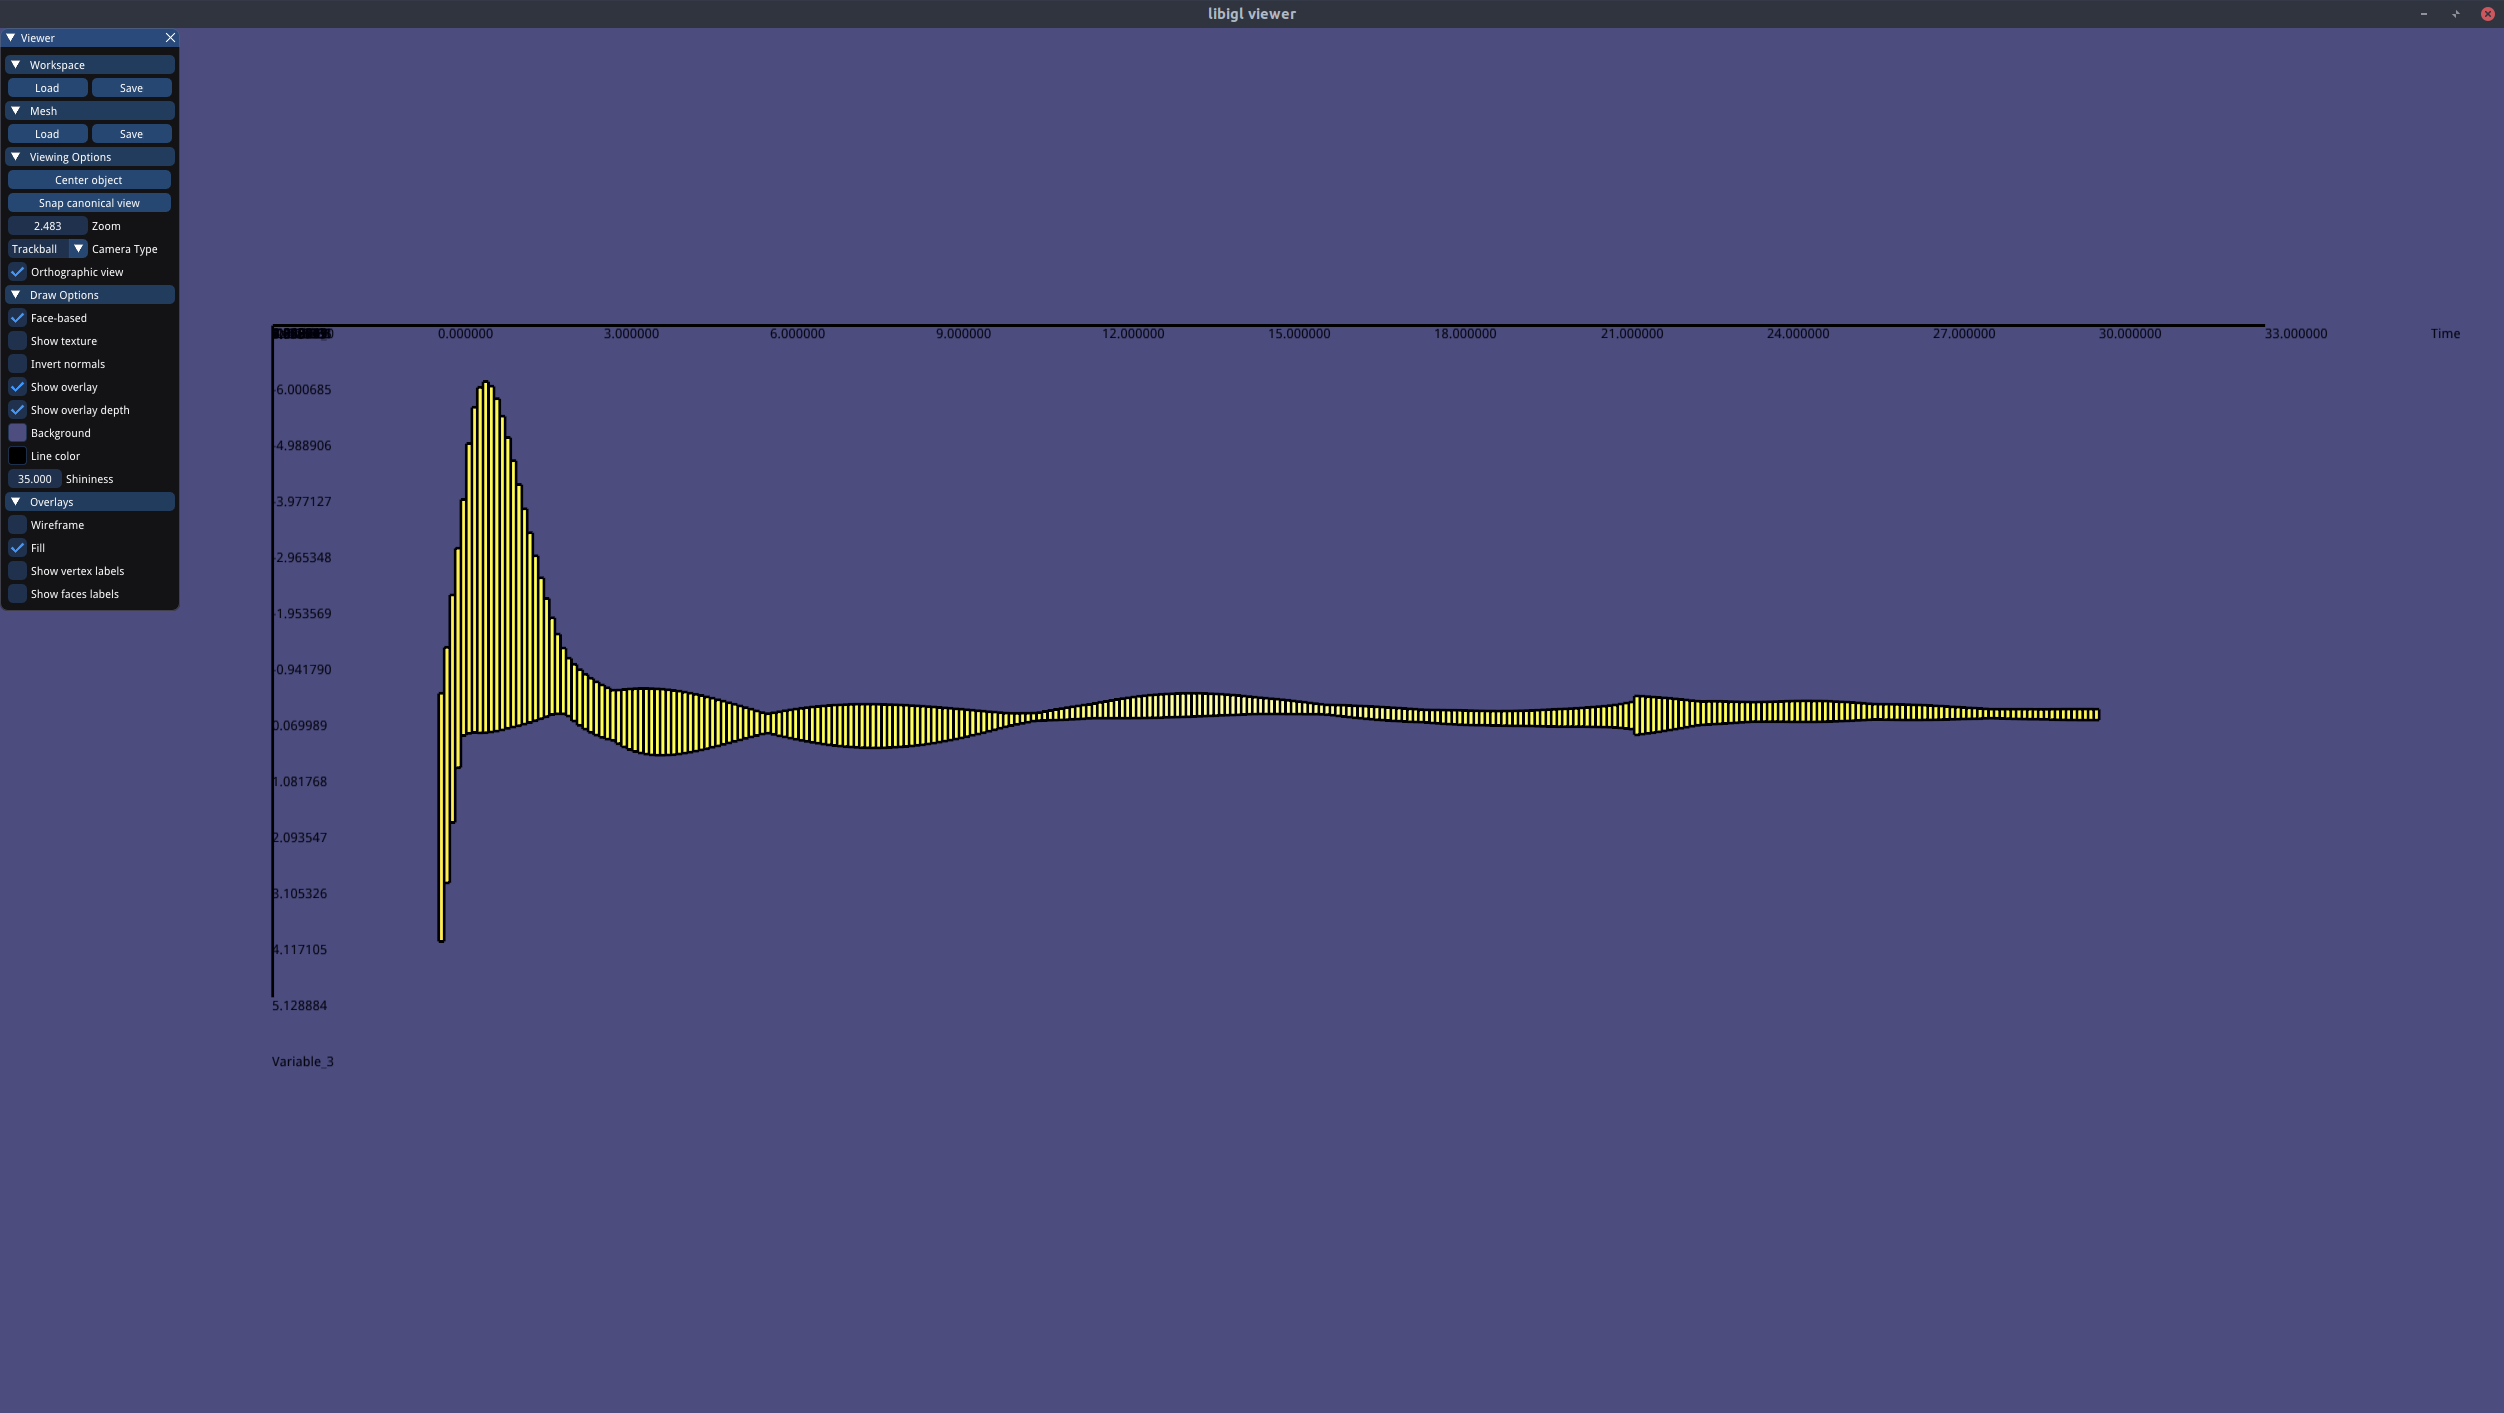 libigl viewer
Viewer
Workspace
Load Save
Mesh
Load Save
Viewing Options
Center object
Snap canonical view
2.483 Zoom
Trackball Camera Type
Orthographic view
Draw Options
Face-based
Show texture
Invert normals
Show overlay
Show overlay depth
Background
Line color
35.000 Shininess
Overlays
Wireframe
Fill
Show vertex labels
Show faces labels
0.000000 3.000000 6.000000 9.000000 12.000000 15.000000 18.000000 21.000000 24.000000 27.000000 30.000000 33.000000 Time
-6.000685
-4.988906
-3.977127
-2.965348
-1.953569
-0.941790
0.069989
1.081768
2.093547
3.105326
4.117105
5.128884
Variable_3